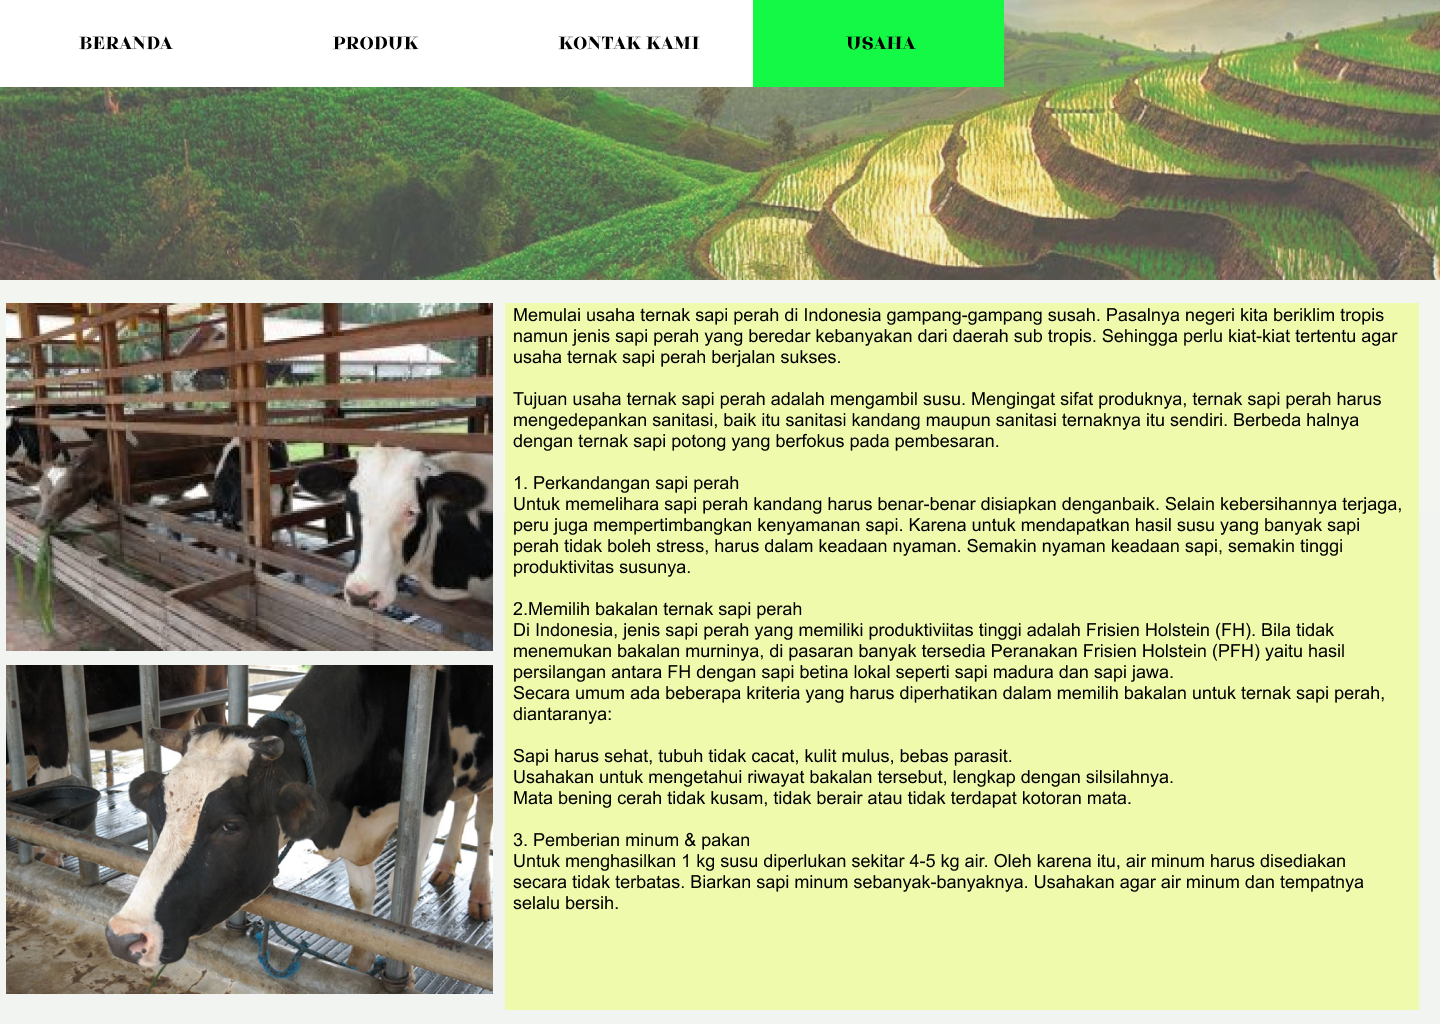 BERANDA PRODUK KONTAK KAMI USAHA
Memulai usaha ternak sapi perah di Indonesia gampang-gampang susah. Pasalnya negeri kita beriklim tropis
namun jenis sapi perah yang beredar kebanyakan dari daerah sub tropis. Sehingga perlu kiat-kiat tertentu agar
usaha ternak sapi perah berjalan sukses.
Tujuan usaha ternak sapi perah adalah mengambil susu. Mengingat sifat produknya, ternak sapi perah harus
mengedepankan sanitasi, baik itu sanitasi kandang maupun sanitasi ternaknya itu sendiri. Berbeda halnya
dengan ternak sapi potong yang berfokus pada pembesaran.
1. Perkandangan sapi perah
Untuk memelihara sapi perah kandang harus benar-benar disiapkan denganbaik. Selain kebersihannya terjaga,
peru juga mempertimbangkan kenyamanan sapi. Karena untuk mendapatkan hasil susu yang banyak sapi
perah tidak boleh stress, harus dalam keadaan nyaman. Semakin nyaman keadaan sapi, semakin tinggi
produktivitas susunya.
2.Memilih bakalan ternak sapi perah
Di Indonesia, jenis sapi perah yang memiliki produktiviitas tinggi adalah Frisien Holstein (FH). Bila tidak
menemukan bakalan murninya, di pasaran banyak tersedia Peranakan Frisien Holstein (PFH) yaitu hasil
persilangan antara FH dengan sapi betina lokal seperti sapi madura dan sapi jawa.
Secara umum ada beberapa kriteria yang harus diperhatikan dalam memilih bakalan untuk ternak sapi perah,
diantaranya:
Sapi harus sehat, tubuh tidak cacat, kulit mulus, bebas parasit.
Usahakan untuk mengetahui riwayat bakalan tersebut, lengkap dengan silsilahnya.
Mata bening cerah tidak kusam, tidak berair atau tidak terdapat kotoran mata.
3. Pemberian minum & pakan
Untuk menghasilkan 1 kg susu diperlukan sekitar 4-5 kg air. Oleh karena itu, air minum harus disediakan
secara tidak terbatas. Biarkan sapi minum sebanyak-banyaknya. Usahakan agar air minum dan tempatnya
selalu bersih.